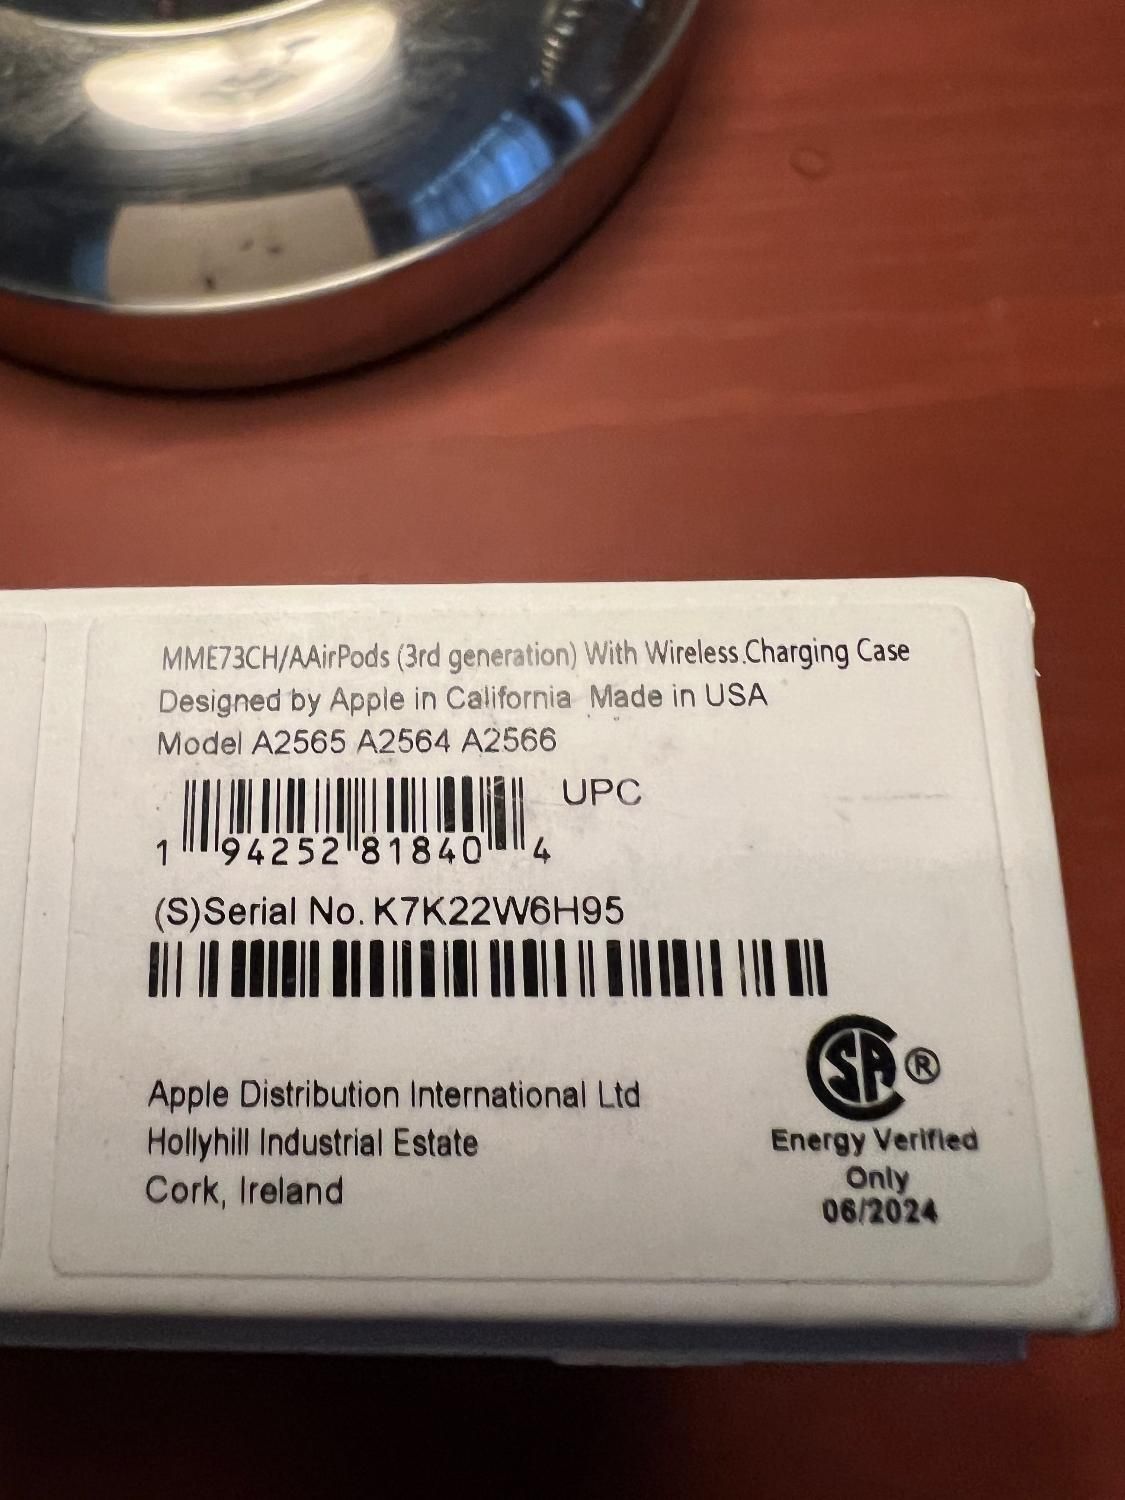 MME73CH/AAirPods (3rd generation) With Wireless.Charging Case
Designed by Apple in California Made in USA
Model A2565 A2564 A2566
UPC
1 94252 81840 4
(S)Serial No. K7K22W6H95
Apple Distribution International Ltd
Hollyhill Industrial Estate
Cork, Ireland
SA ®
Energy Verified
Only
06/2024